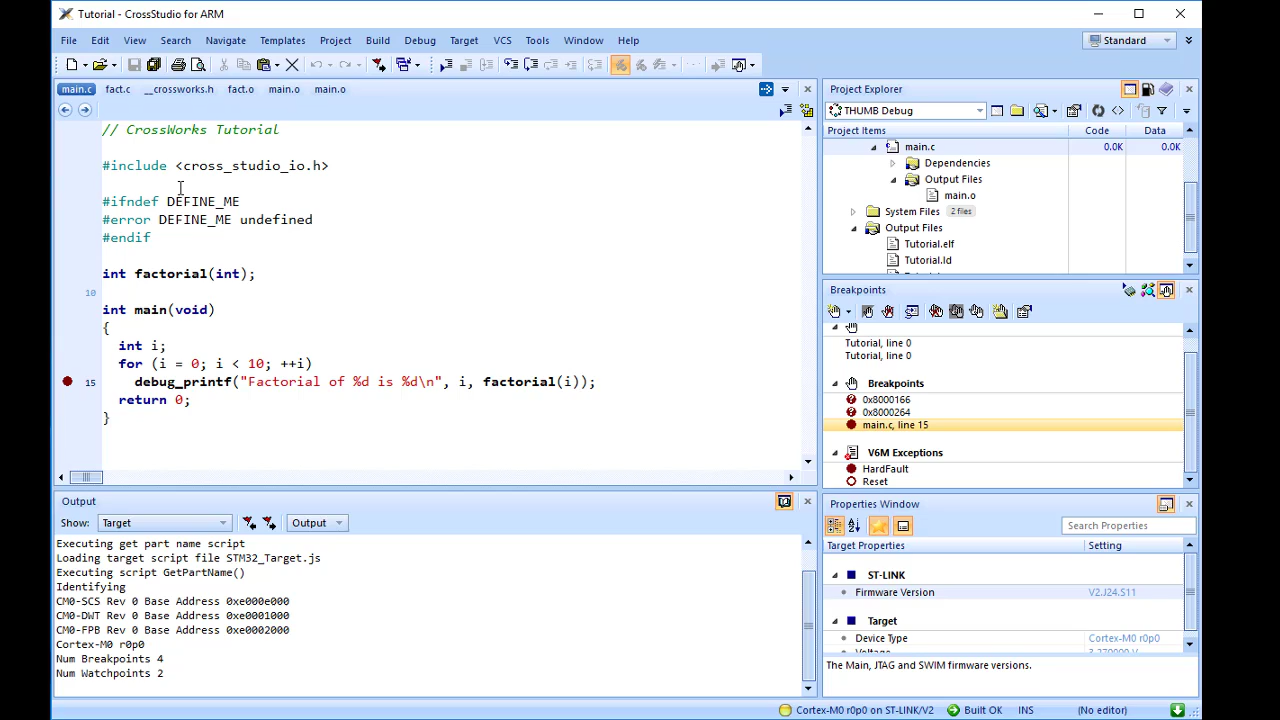 Tutorial - CrossStudio for ARM
File Edit View Search Navigate Templates Project Build Debug Target VCS Tools Window Help
Standard
main.c fact.c __crossworks.h fact.o main.o main.o
// CrossWorks Tutorial
#include <cross_studio_io.h>
#ifndef DEFINE_ME
#error DEFINE_ME undefined
#endif
int factorial(int);
10
int main(void)
{
int i;
for (i = 0; i < 10; ++i)
15 debug_printf("Factorial of %d is %d\n", i, factorial(i));
return 0;
}
Output
Show: Target Output
Executing get part name script
Loading target script file STM32_Target.js
Executing script GetPartName()
Identifying
CM0-SCS Rev 0 Base Address 0xe000e000
CM0-DWT Rev 0 Base Address 0xe0001000
CM0-FPB Rev 0 Base Address 0xe0002000
Cortex-M0 r0p0
Num Breakpoints 4
Num Watchpoints 2
Project Explorer
THUMB Debug
Project Items Code Data
main.c 0.0K 0.0K
Dependencies
Output Files
main.o
System Files 2 files
Output Files
Tutorial.elf
Tutorial.ld
Breakpoints
Tutorial, line 0
Tutorial, line 0
Breakpoints
0x8000166
0x8000264
main.c, line 15
V6M Exceptions
HardFault
Reset
Properties Window
Search Properties
Target Properties Setting
ST-LINK
Firmware Version V2.J24.S11
Target
Device Type Cortex-M0 r0p0
The Main, JTAG and SWIM firmware versions.
Cortex-M0 r0p0 on ST-LINK/V2 Built OK INS (No editor)